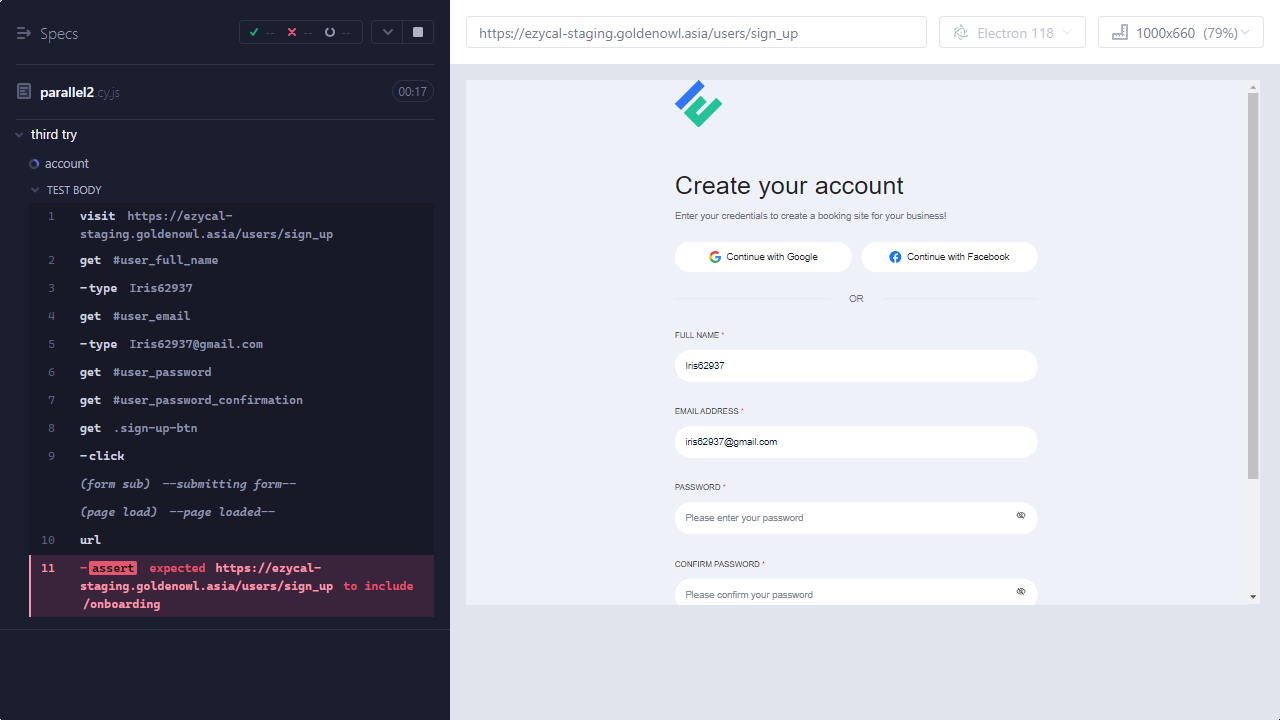 Specs
-- -- --
https://ezycal-staging.goldenowl.asia/users/sign_up
Electron 118
1000x660 (79%)
parallel2.cy.js
00:17
third try
account
TEST BODY
1 visit https://ezycal-
staging.goldenowl.asia/users/sign_up
2 get #user_full_name
3 -type Iris62937
4 get #user_email
5 -type Iris62937@gmail.com
6 get #user_password
7 get #user_password_confirmation
8 get .sign-up-btn
9 -click
(form sub) --submitting form--
(page load) --page loaded--
10 url
11 -assert expected https://ezycal-
staging.goldenowl.asia/users/sign_up to include
/onboarding
Create your account
Enter your credentials to create a booking site for your business!
Continue with Google
Continue with Facebook
OR
FULL NAME *
Iris62937
EMAIL ADDRESS *
iris62937@gmail.com
PASSWORD *
Please enter your password
CONFIRM PASSWORD *
Please confirm your password